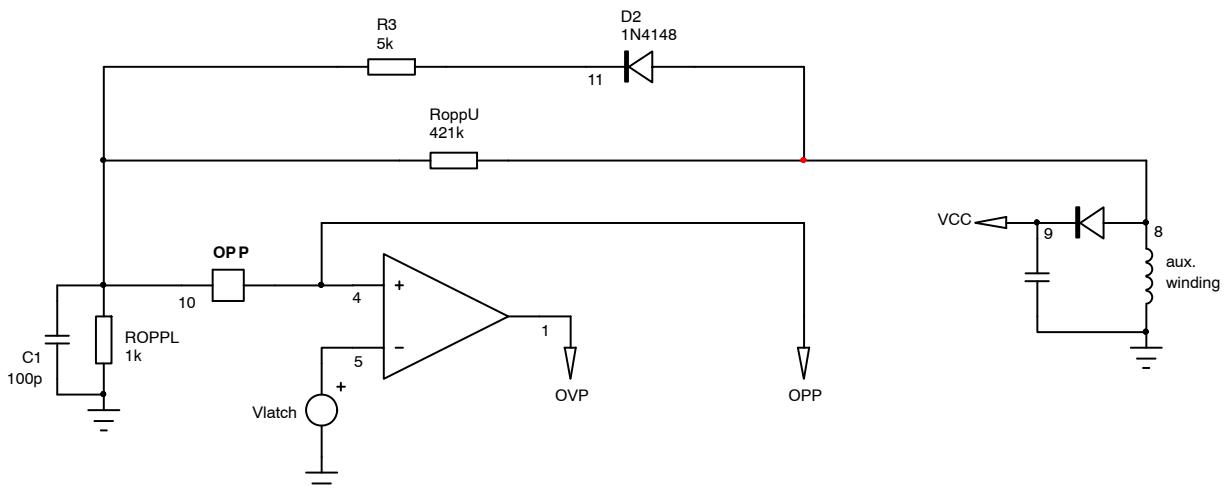 D2
1N4148
R3
5k
11
RoppU
421k
VCC
9
8
aux.
winding
OPP
10
4
+
1
ROPPL
1k
C1
100p
5
−
+
Vlatch
OVP
OPP